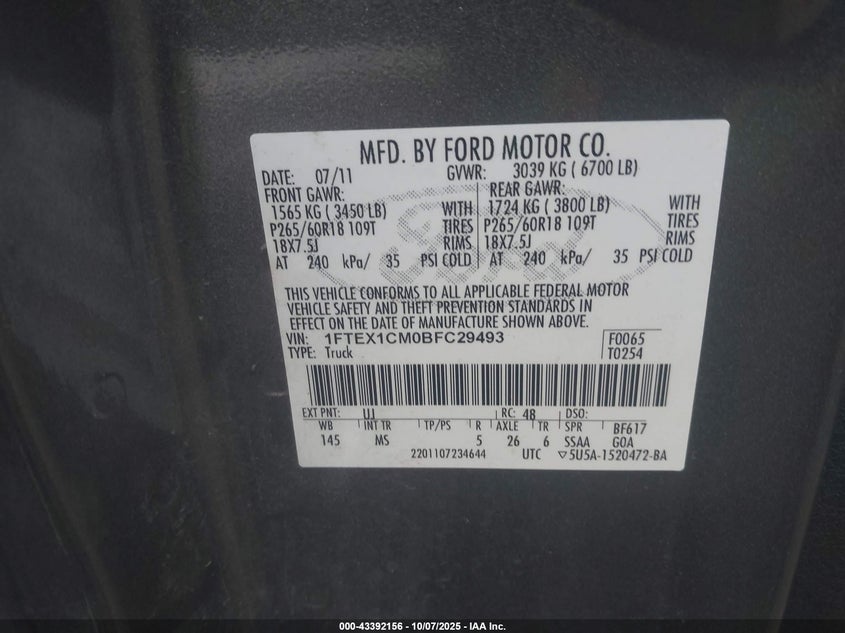 MFD. BY FORD MOTOR CO.
DATE: 07/11 GVWR: 3039 KG ( 6700 LB)
FRONT GAWR: REAR GAWR:
1565 KG ( 3450 LB) WITH 1724 KG ( 3800 LB) WITH
P265/60R18 109T TIRES P265/60R18 109T TIRES
18X7.5J RIMS 18X7.5J RIMS
AT 240 kPa/ 35 PSI COLD AT 240 kPa/ 35 PSI COLD
Ford
THIS VEHICLE CONFORMS TO ALL APPLICABLE FEDERAL MOTOR
VEHICLE SAFETY AND THEFT PREVENTION STANDARDS IN
EFFECT ON THE DATE OF MANUFACTURE SHOWN ABOVE.
VIN: 1FTEX1CM0BFC29493 F0065
TYPE: Truck T0254
EXT PNT: UJ RC: 48 DSO:
WB INT TR TP/PS R AXLE TR SPR BF617
145 MS 5 26 6 SSAA GOA
2201107234644 UTC ▽5U5A-1520472-BA
000-43392156 - 10/07/2025 - IAA Inc.